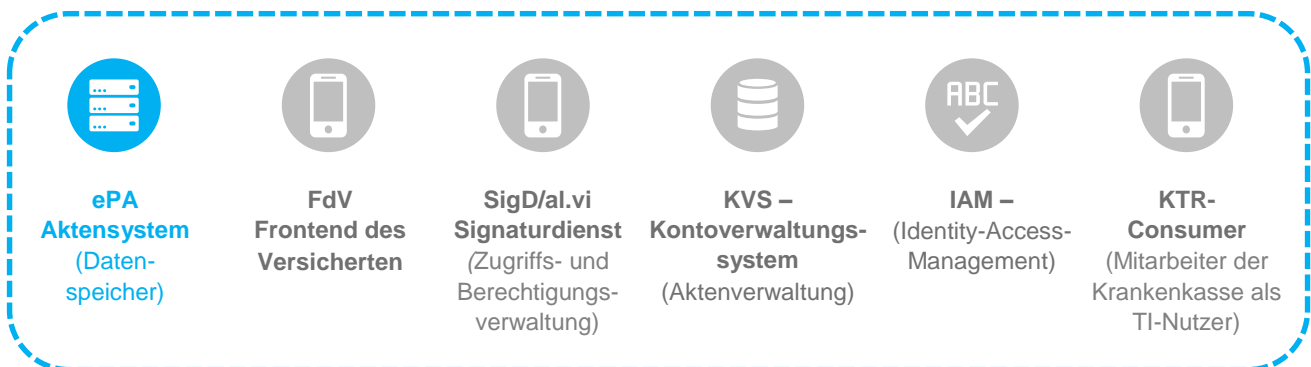 ABC
ePA
Aktensystem
(Daten-
speicher)
FdV
Frontend des
Versicherten
SigD/al.vi
Signaturdienst
(Zugriffs- und
Berechtigungs-
verwaltung)
KVS –
Kontoverwaltungs-
system
(Aktenverwaltung)
IAM –
(Identity-Access-
Management)
KTR-
Consumer
(Mitarbeiter der
Krankenkasse als
TI-Nutzer)